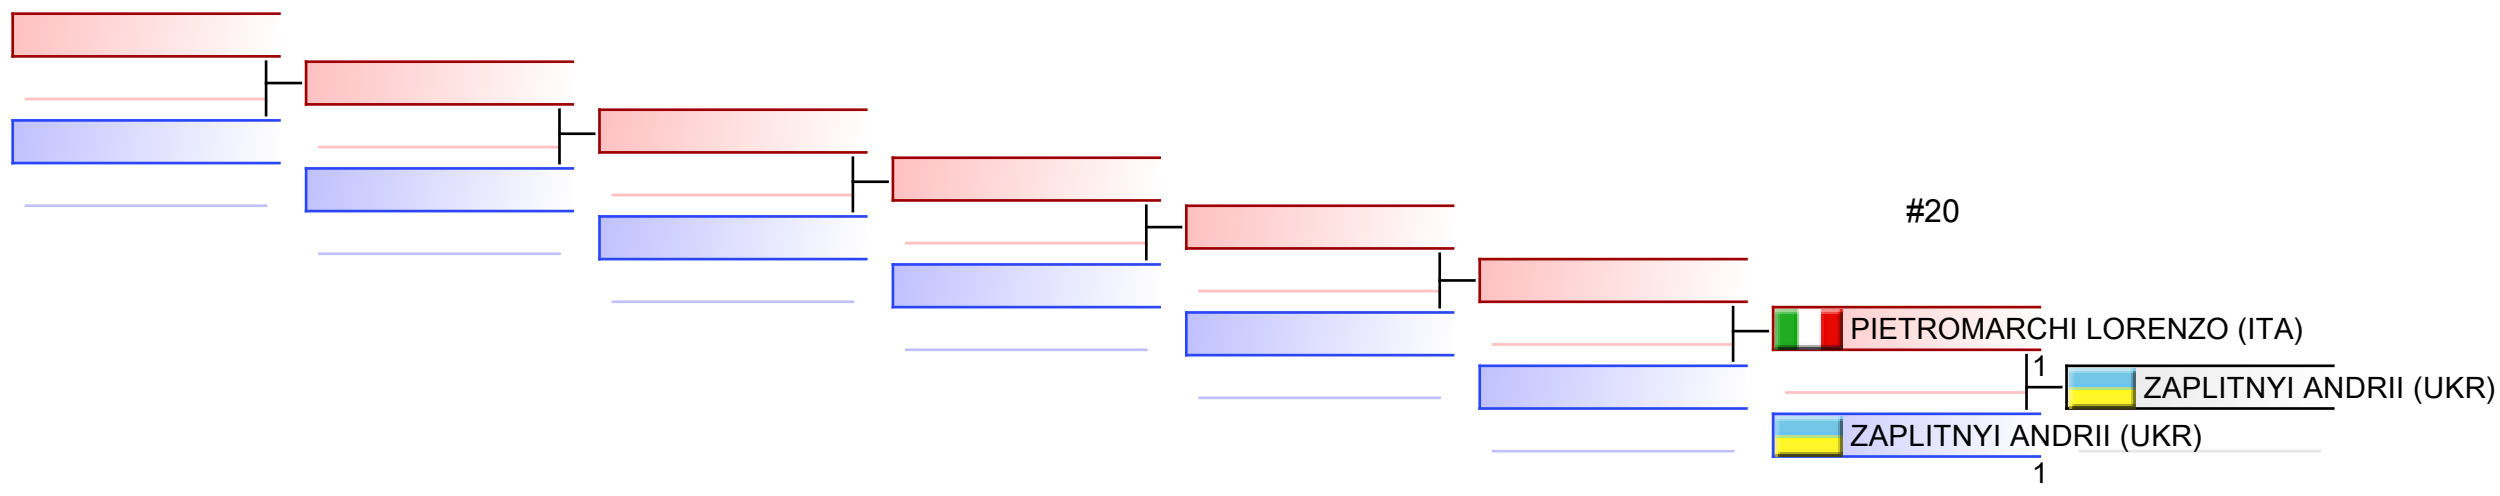 #20
PIETROMARCHI LORENZO (ITA)
1
ZAPLITNYI ANDRII (UKR)
ZAPLITNYI ANDRII (UKR)
1